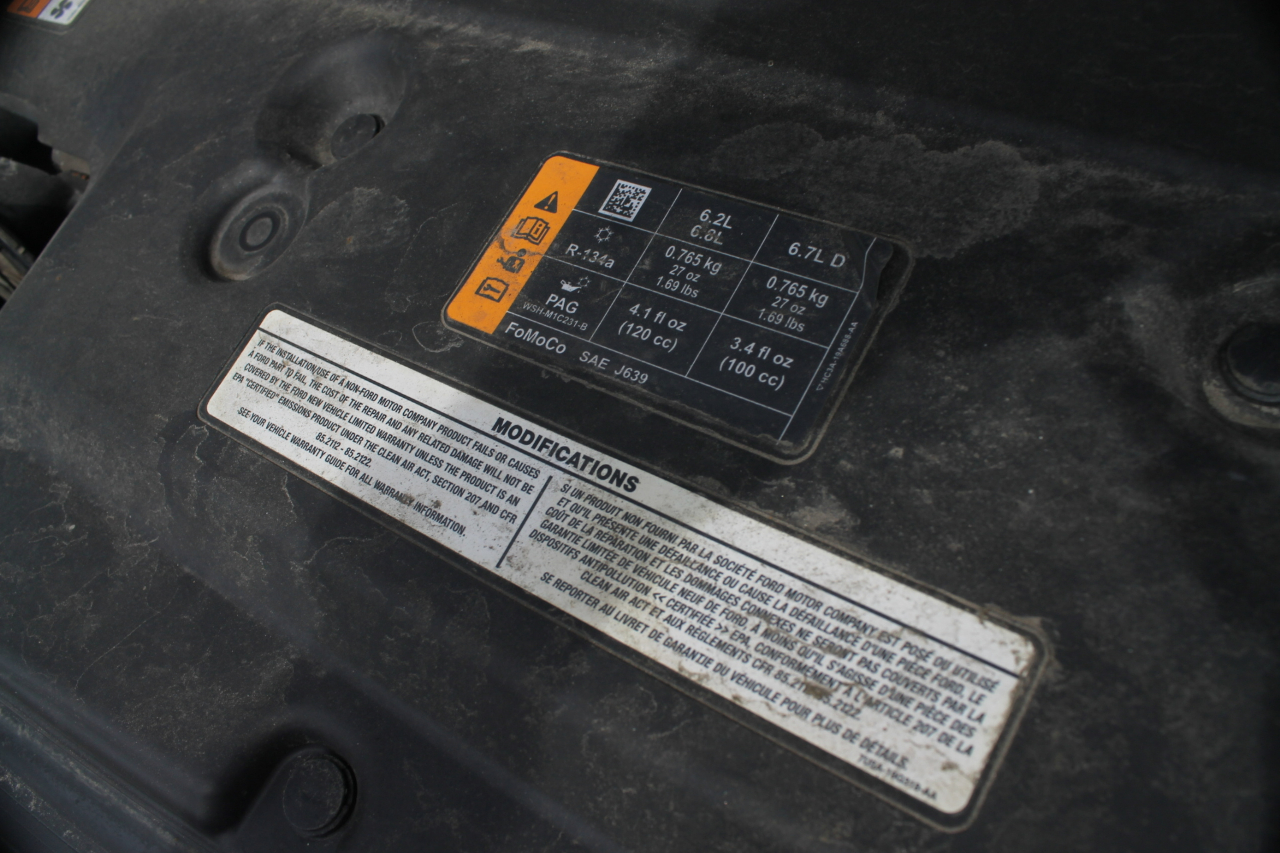 6.2L
6.8L
6.7L D
R-134a
0.765 kg
27 oz
1.69 lbs
0.765 kg
27 oz
1.69 lbs
PAG
WSH-M1C231-B
4.1 fl oz
(120 cc)
3.4 fl oz
(100 cc)
FoMoCo SAE J639
MODIFICATIONS
IF THE INSTALLATION/USE OF A NON-FORD MOTOR COMPANY PRODUCT FAILS OR CAUSES
A FORD PART TO FAIL, THE COST OF THE REPAIR AND ANY RELATED DAMAGE WILL NOT BE
COVERED BY THE FORD NEW VEHICLE LIMITED WARRANTY UNLESS THE PRODUCT IS AN
EPA "CERTIFIED" EMISSIONS PRODUCT UNDER THE CLEAN AIR ACT, SECTION 207,AND CFR
85.2112 - 85.2122.
SEE YOUR VEHICLE WARRANTY GUIDE FOR ALL WARRANTY INFORMATION.
SI UN PRODUIT NON FOURNI PAR LA SOCIÉTÉ FORD MOTOR COMPANY EST POSÉ OU UTILISÉ
ET QU'IL PRÉSENTE UNE DÉFAILLANCE OU CAUSE LA DÉFAILLANCE D'UNE PIÈCE FORD, LE
COÛT DE LA RÉPARATION ET LES DOMMAGES CONNEXES NE SERONT PAS COUVERTS PAR LA
GARANTIE LIMITÉE DE VÉHICULE NEUF DE FORD, À MOINS QU'IL S'AGISSE D'UNE PIÈCE DES
DISPOSITIFS ANTIPOLLUTION << CERTIFIÉE >> EPA, CONFORMÉMENT À L'ARTICLE 207 DE LA
CLEAN AIR ACT ET AUX RÈGLEMENTS CFR 85.2112-85.2122.
SE REPORTER AU LIVRET DE GARANTIE DU VÉHICULE POUR PLUS DE DÉTAILS.